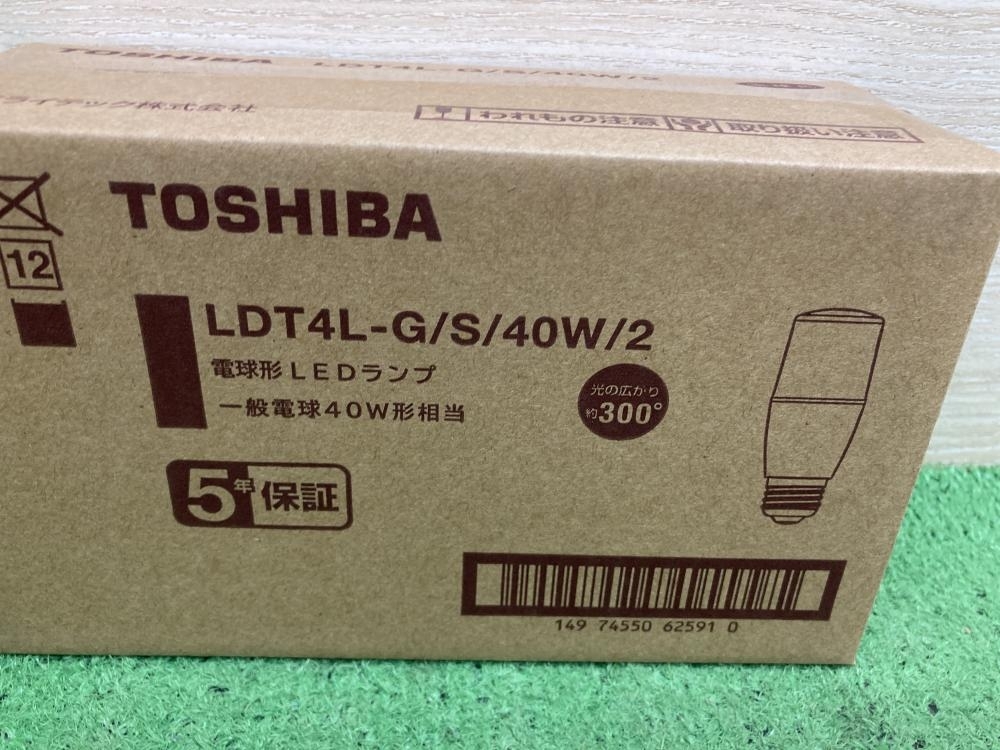 TOSHIBA LDT4L-G/S/40W/2
ライテック株式会社
われもの注意 取り扱い注意
TOSHIBA
12
LDT4L-G/S/40W/2
電球形LEDランプ
一般電球40W形相当
光の広がり
約300°
5年保証
149 74550 62591 0